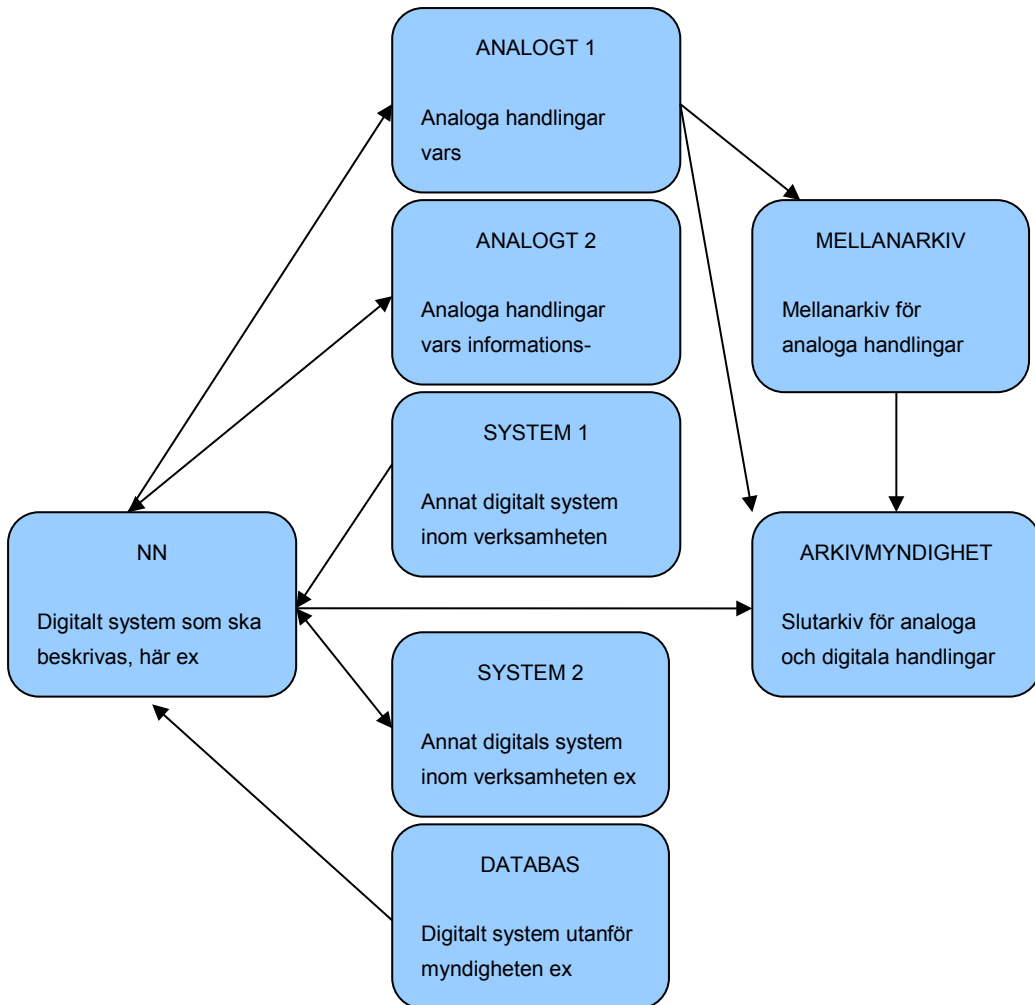 ANALOGT 1
Analoga handlingar
vars
ANALOGT 2
Analoga handlingar
vars informations-
MELLANARKIV
Mellanarkiv för
analoga handlingar
SYSTEM 1
Annat digitalt system
inom verksamheten
NN
Digitalt system som ska
beskrivas, här ex
ARKIVMYNDIGHET
Slutarkiv för analoga
och digitala handlingar
SYSTEM 2
Annat digitals system
inom verksamheten ex
DATABAS
Digitalt system utanför
myndigheten ex